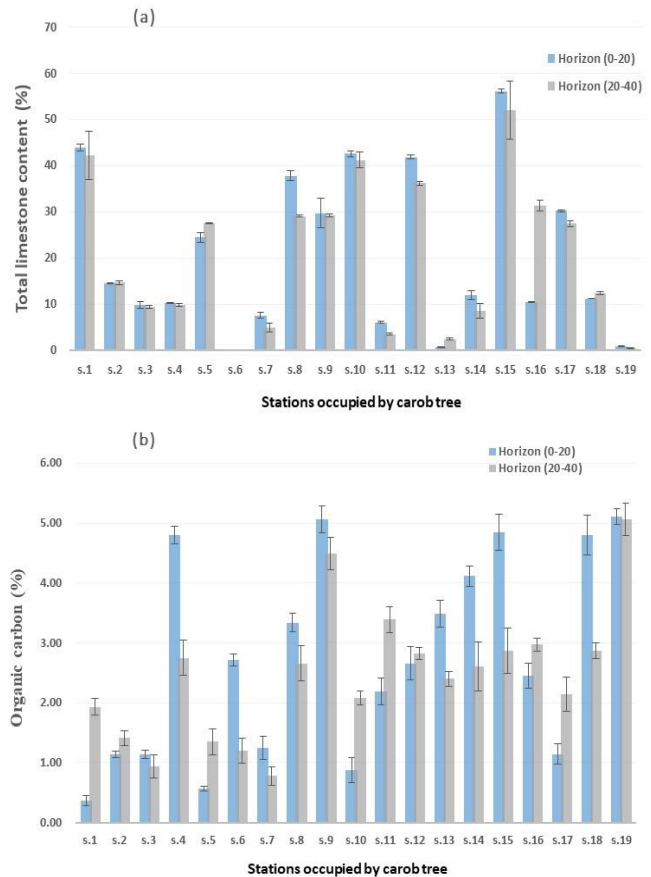 (a)
70
60
50
40
30
20
10
0
Total limestone content (%)
Horizon (0-20)
Horizon (20-40)
s.1 s.2 s.3 s.4 s.5 s.6 s.7 s.8 s.9 s.10 s.11 s.12 s.13 s.14 s.15 s.16 s.17 s.18 s.19
Stations occupied by carob tree
(b)
6.00
5.00
4.00
3.00
2.00
1.00
0.00
Organic carbon (%)
Horizon (0-20)
Horizon (20-40)
s.1 s.2 s.3 s.4 s.5 s.6 s.7 s.8 s.9 s.10 s.11 s.12 s.13 s.14 s.15 s.16 s.17 s.18 s.19
Stations occupied by carob tree